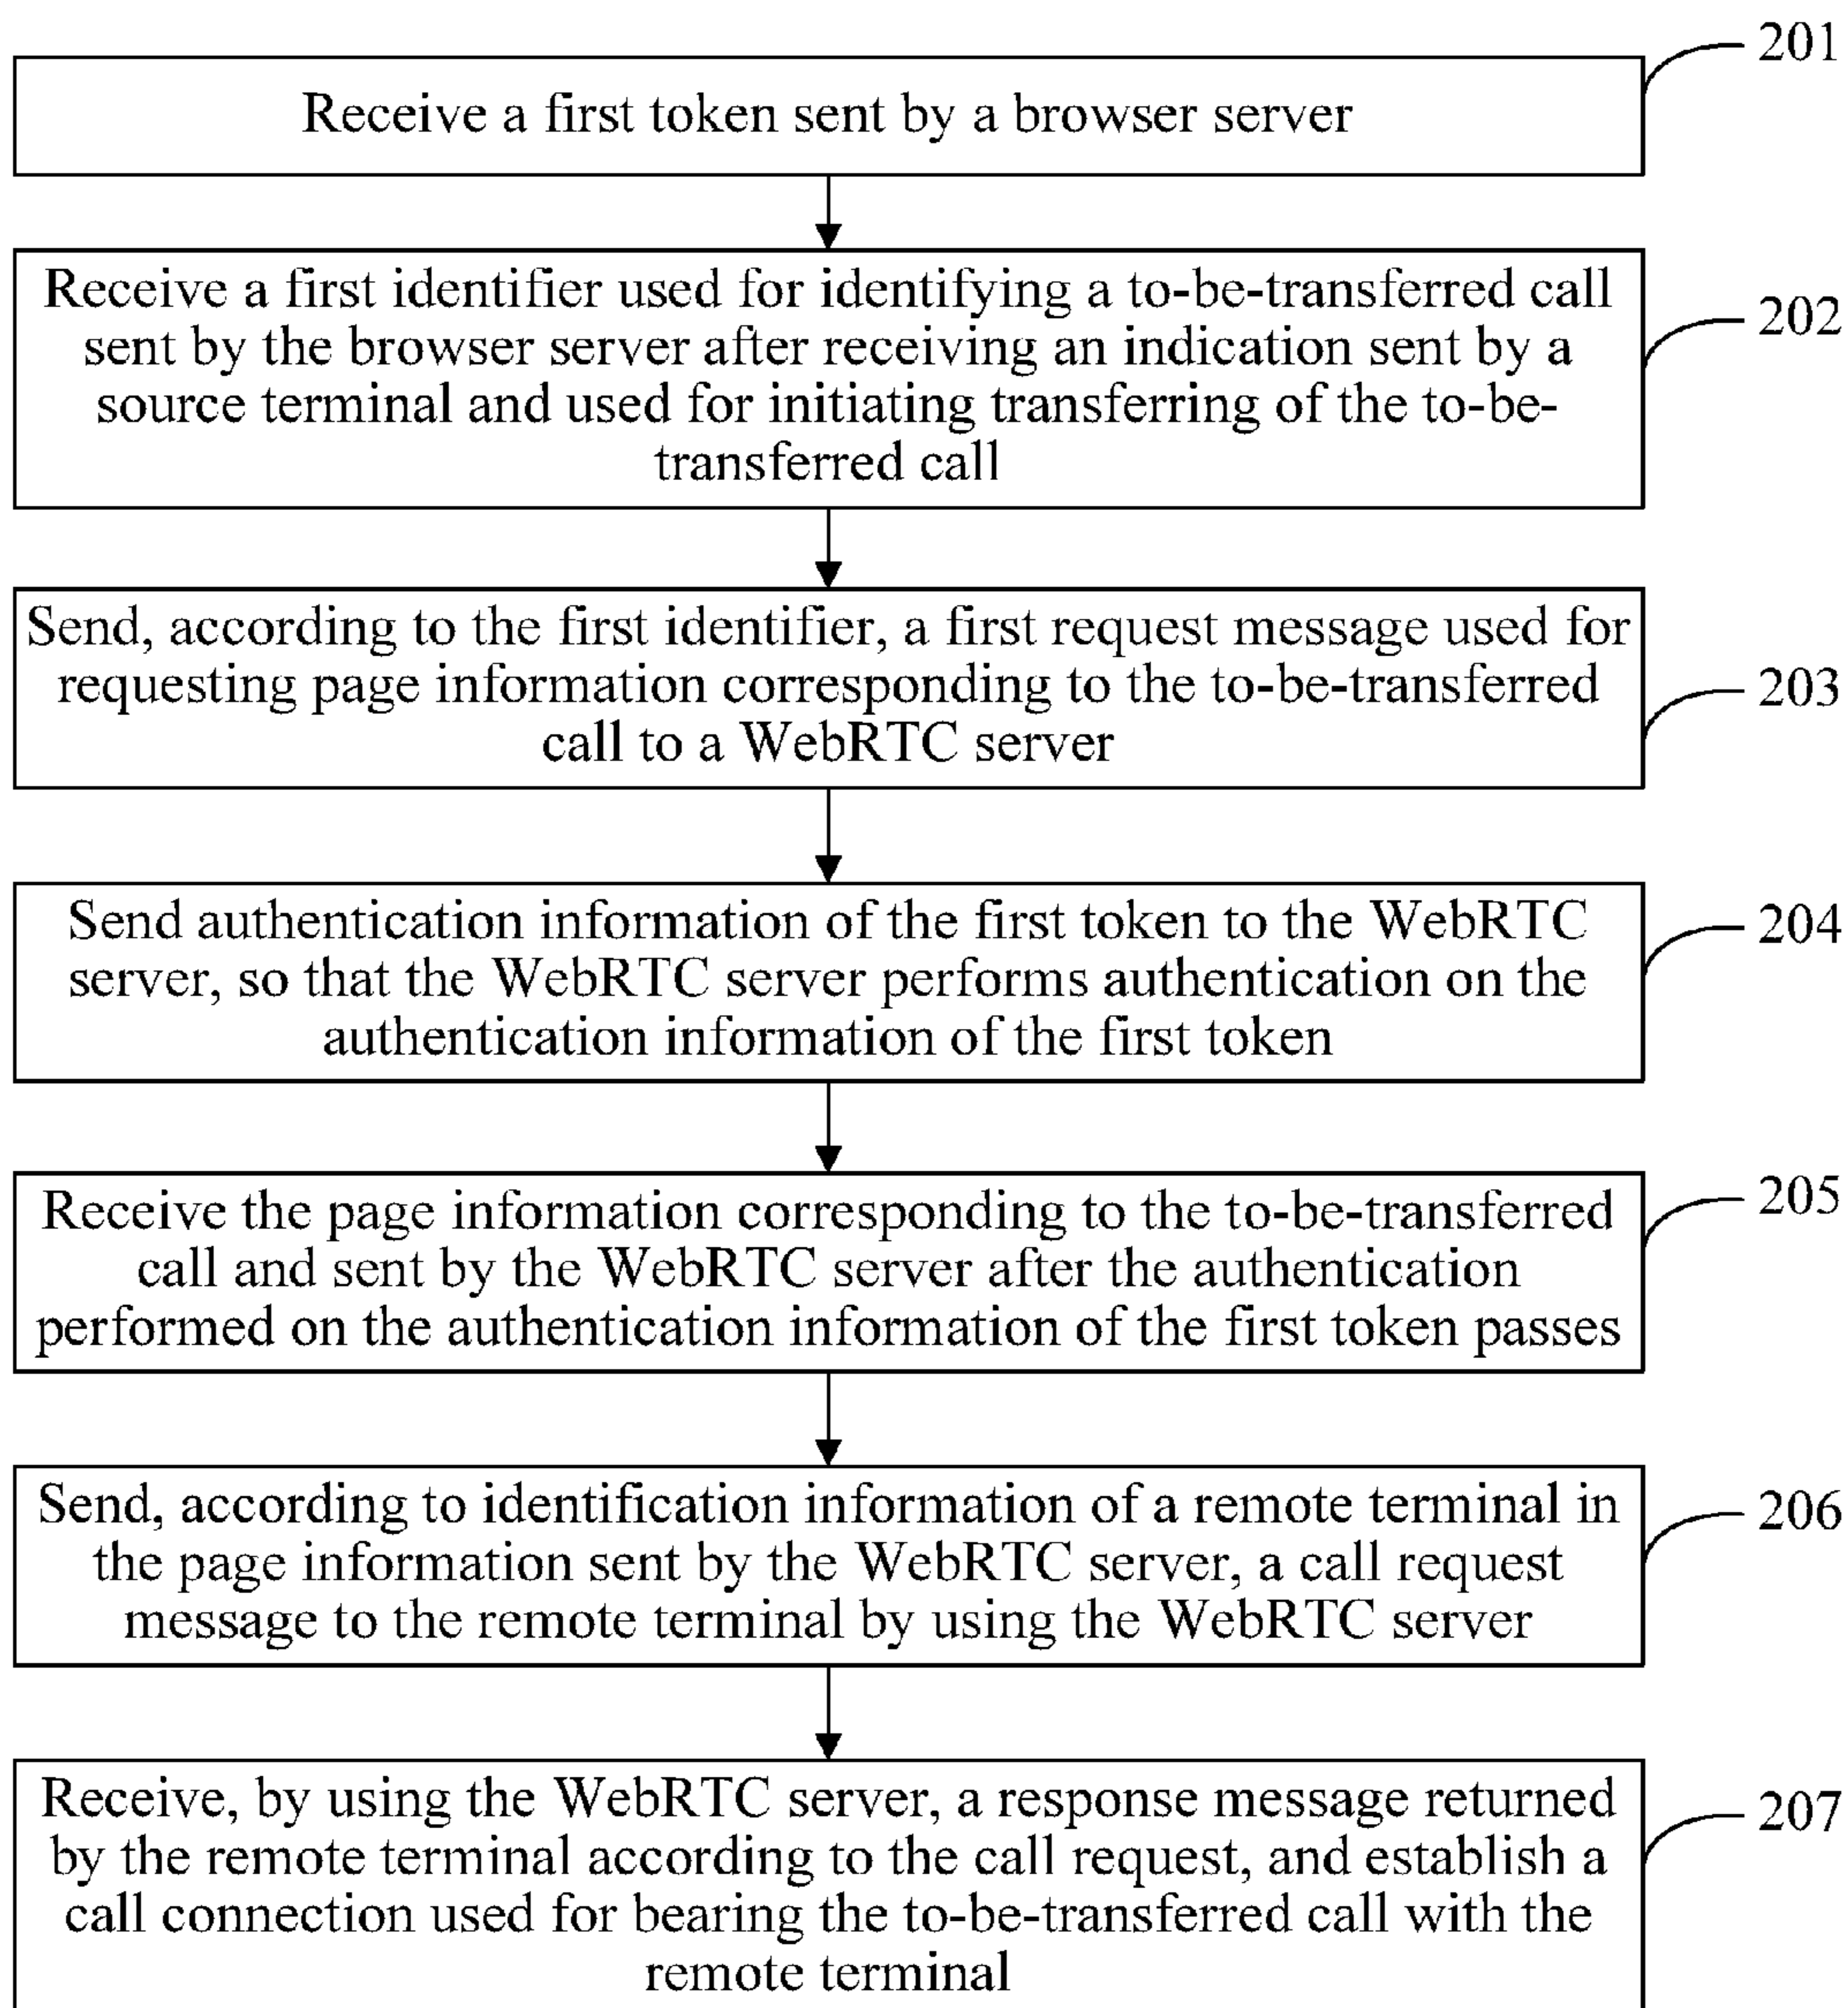 201
Receive a first token sent by a browser server
Receive a first identifier used for identifying a to-be-transferred call
sent by the browser server after receiving an indication sent by a
source terminal and used for initiating transferring of the to-be-
transferred call
202
Send, according to the first identifier, a first request message used for
requesting page information corresponding to the to-be-transferred
call to a WebRTC server
203
Send authentication information of the first token to the WebRTC
server, so that the WebRTC server performs authentication on the
authentication information of the first token
204
Receive the page information corresponding to the to-be-transferred
call and sent by the WebRTC server after the authentication
performed on the authentication information of the first token passes
205
Send, according to identification information of a remote terminal in
the page information sent by the WebRTC server, a call request
message to the remote terminal by using the WebRTC server
206
Receive, by using the WebRTC server, a response message returned
by the remote terminal according to the call request, and establish a
call connection used for bearing the to-be-transferred call with the
remote terminal
207